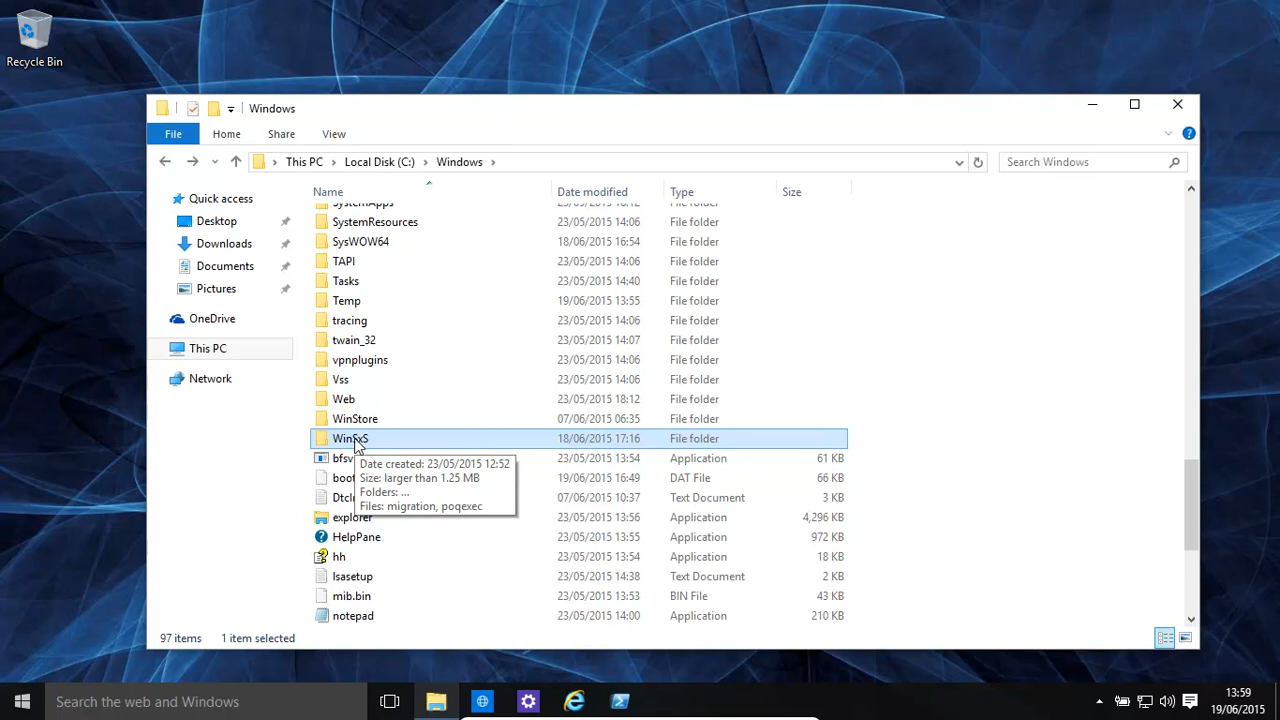 Recycle Bin
Windows
File Home Share View
This PC Local Disk (C:) Windows Search Windows
Name Date modified Type Size
Quick access
Desktop
Downloads
Documents
Pictures
OneDrive
This PC
Network
SystemApps 23/05/2015 18:12 File folder
SystemResources 23/05/2015 14:06 File folder
SysWOW64 18/06/2015 16:54 File folder
TAPI 23/05/2015 14:06 File folder
Tasks 23/05/2015 14:40 File folder
Temp 19/06/2015 13:55 File folder
tracing 23/05/2015 14:06 File folder
twain_32 23/05/2015 14:07 File folder
vpnplugins 23/05/2015 14:06 File folder
Vss 23/05/2015 14:06 File folder
Web 23/05/2015 18:12 File folder
WinStore 07/06/2015 06:35 File folder
WinSxS 18/06/2015 17:16 File folder
bfsv 23/05/2015 13:54 Application 61 KB
boot 19/06/2015 16:49 DAT File 66 KB
DtcI 07/06/2015 10:37 Text Document 3 KB
explorer 23/05/2015 13:56 Application 4,296 KB
HelpPane 23/05/2015 13:55 Application 972 KB
hh 23/05/2015 13:54 Application 18 KB
lsasetup 23/05/2015 14:38 Text Document 2 KB
mib.bin 23/05/2015 13:53 BIN File 43 KB
notepad 23/05/2015 14:00 Application 210 KB
Date created: 23/05/2015 12:52
Size: larger than 1.25 MB
Folders: ...
Files: migration, poqexec
97 items 1 item selected
Search the web and Windows
13:59
19/06/2015